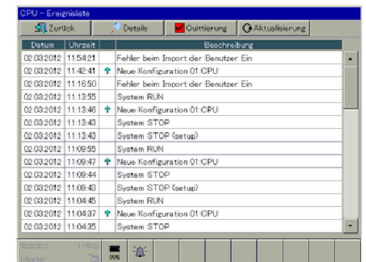 CPU - Ereignisliste
Zurück Details Quittierung Aktualisierung
Datum Uhrzeit Beschreibung
02.03.2012 11:54:21 Fehler beim Import der Benutzer Ein
02.03.2012 11:42:41 Neue Konfiguration 01:CPU
02.03.2012 11:16:50 Fehler beim Import der Benutzer Ein
02.03.2012 11:13:55 System RUN
02.03.2012 11:13:46 Neue Konfiguration 01:CPU
02.03.2012 11:13:43 System STOP
02.03.2012 11:13:43 System STOP (setup)
02.03.2012 11:09:55 System RUN
02.03.2012 11:09:47 Neue Konfiguration 01:CPU
02.03.2012 11:09:44 System STOP
02.03.2012 11:09:43 System STOP (setup)
02.03.2012 11:04:45 System RUN
02.03.2012 11:04:37 Neue Konfiguration 01:CPU
02.03.2012 11:04:35 System STOP
99%
Master